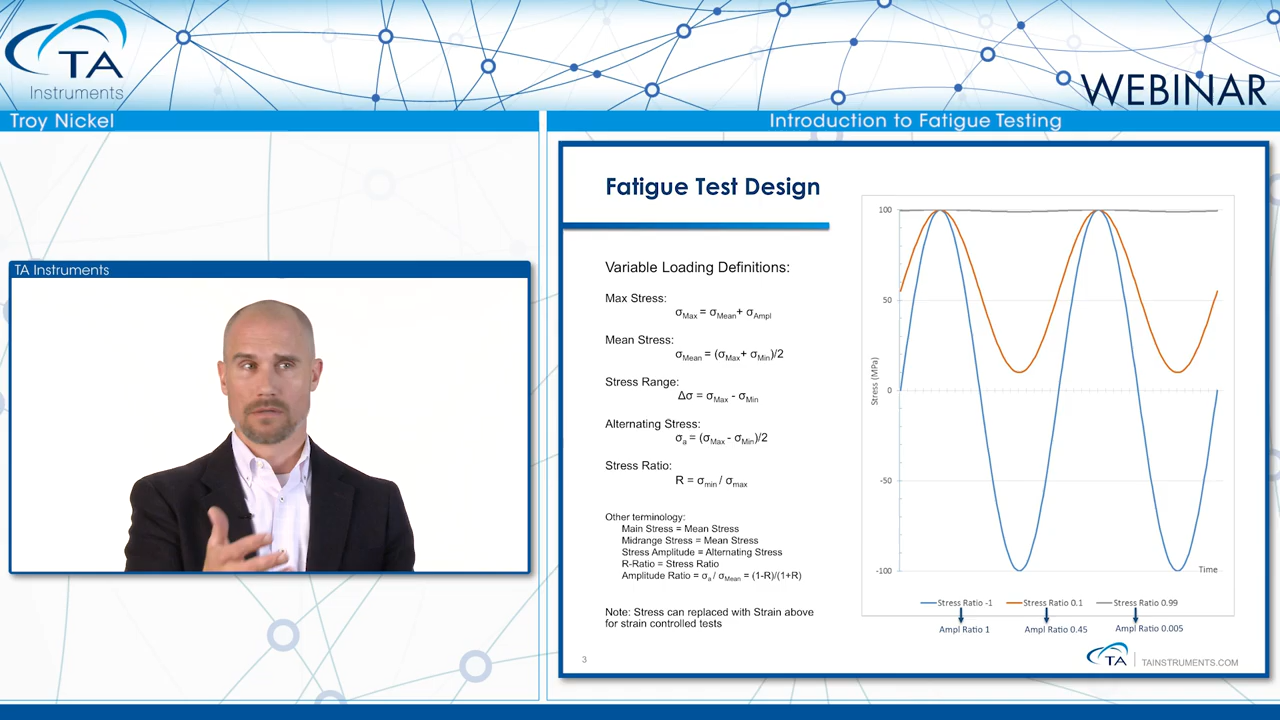 TA
Instruments
WEBINAR
Troy Nickel
Introduction to Fatigue Testing
TA Instruments
Fatigue Test Design
Variable Loading Definitions:
Max Stress:
σMax = σMean+ σAmpl
Mean Stress:
σMean = (σMax+ σMin)/2
Stress Range:
Δσ = σMax - σMin
Alternating Stress:
σa = (σMax - σMin)/2
Stress Ratio:
R = σmin / σmax
Other terminology:
Main Stress = Mean Stress
Midrange Stress = Mean Stress
Stress Amplitude = Alternating Stress
R-Ratio = Stress Ratio
Amplitude Ratio = σa / σMean = (1-R)/(1+R)
Note: Stress can replaced with Strain above
for strain controlled tests
3
100
50
0
-50
-100
Stress (MPa)
Time
Stress Ratio -1
Stress Ratio 0.1
Stress Ratio 0.99
Ampl Ratio 1
Ampl Ratio 0.45
Ampl Ratio 0.005
TA
TAINSTRUMENTS.COM